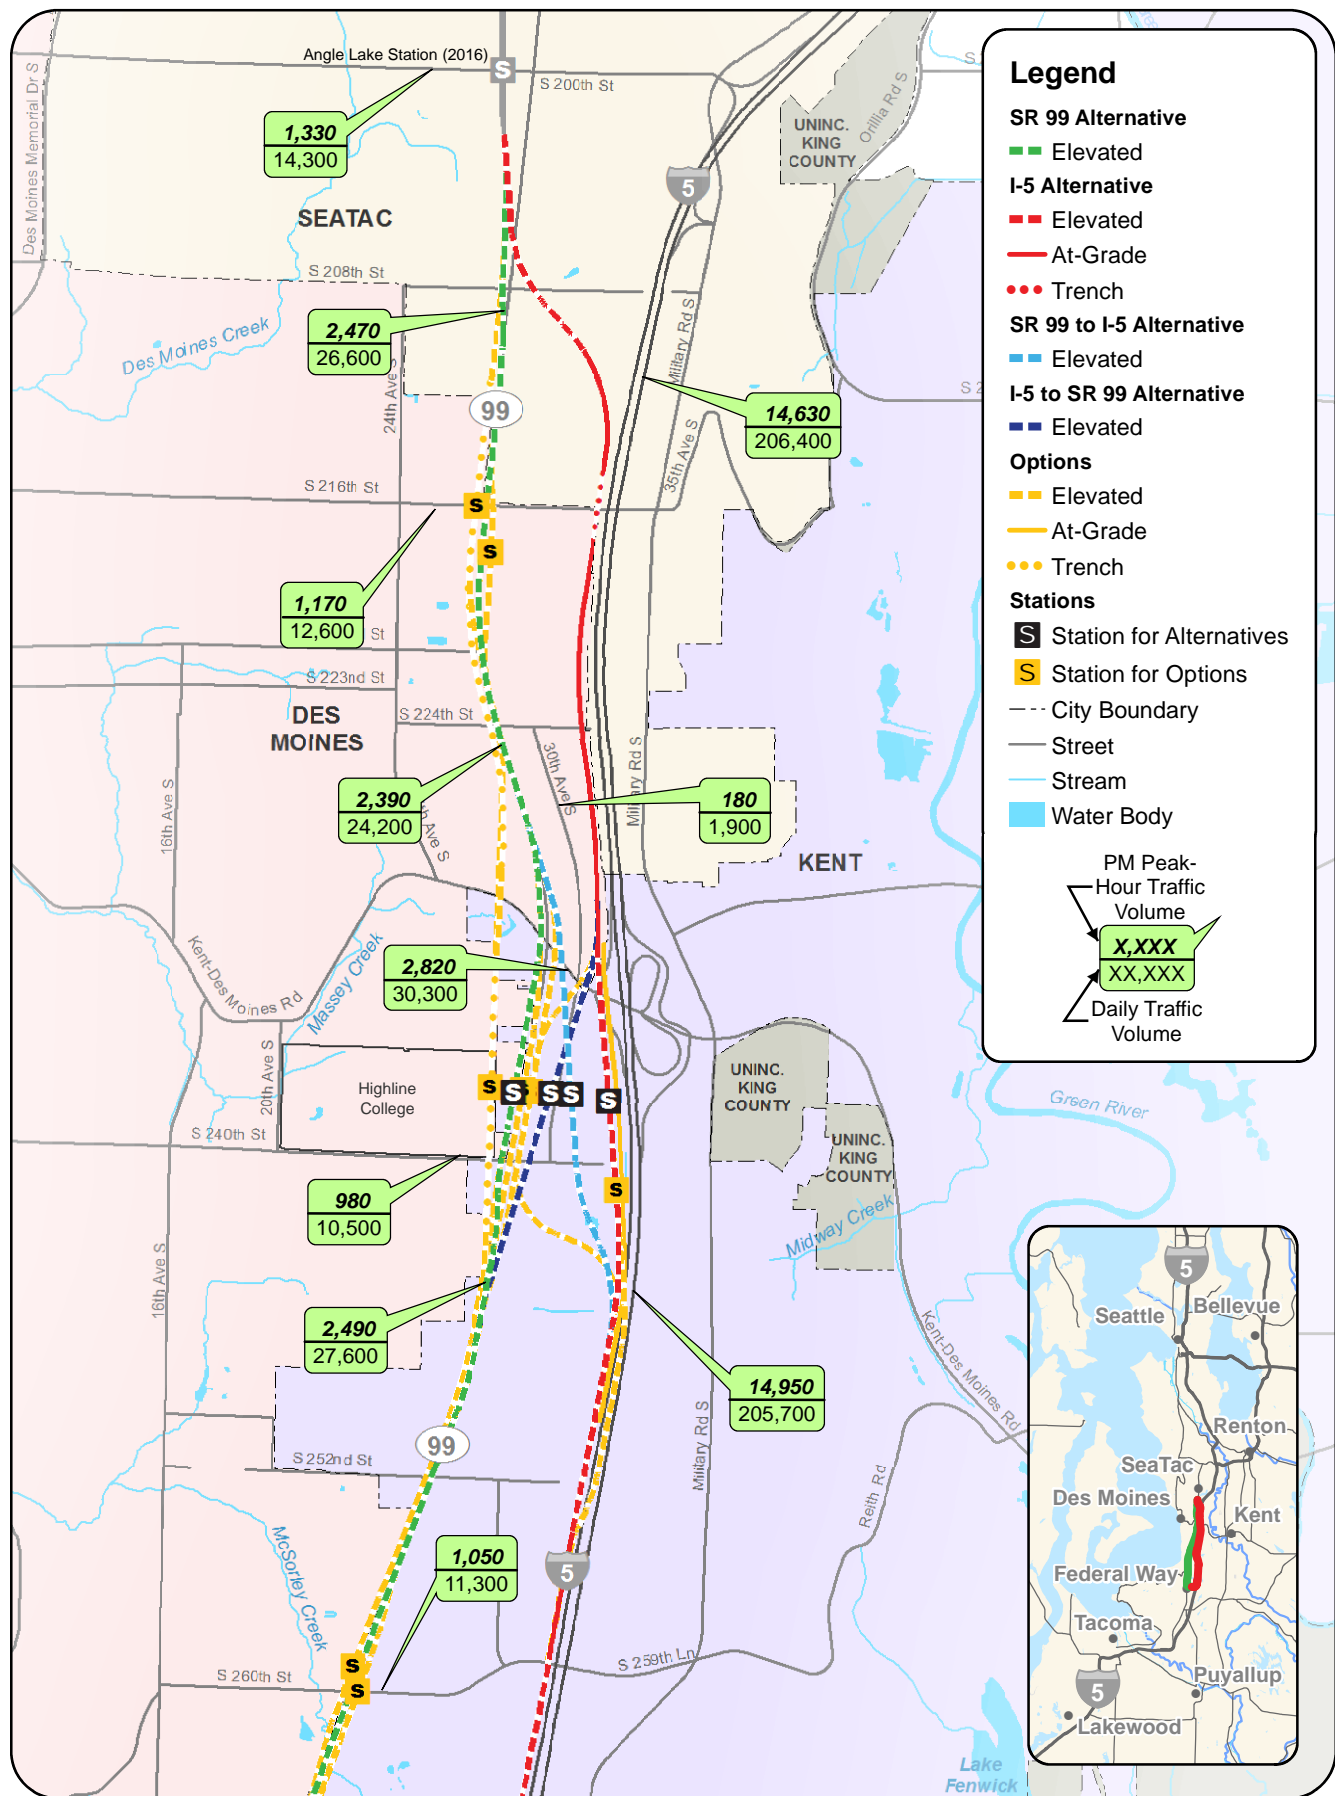 Angle Lake Station (2016)
S
S 200th St
Des Moines Memorial Dr S
1,330
14,300
UNINC.
KING
COUNTY
Orillia Rd S
S
5
SEATAC
S 208th St
Des Moines Creek
2,470
26,600
24th Ave S
Military Rd S
99
14,630
206,400
35th Ave S
S 2
S 216th St
S
S
1,170
12,600
St
S 223nd St
DES
MOINES
S 224th St
30th Ave S
Military Rd S
16th Ave S
2,390
24,200
th Ave S
180
1,900
KENT
Kent-Des Moines Rd
Massey Creek
2,820
30,300
20th Ave S
Highline
College
S
S
S
S
S
UNINC.
KING
COUNTY
UNINC.
KING
COUNTY
Green River
S 240th St
S
980
10,500
Midway Creek
16th Ave S
2,490
27,600
14,950
205,700
Kent-Des Moines Rd
99
S 252nd St
Military Rd S
Reith Rd
McSorley Creek
1,050
11,300
5
S
S
S 260th St
S 259th Ln
Lake
Fenwick
Legend
SR 99 Alternative
Elevated
I-5 Alternative
Elevated
At-Grade
Trench
SR 99 to I-5 Alternative
Elevated
I-5 to SR 99 Alternative
Elevated
Options
Elevated
At-Grade
Trench
Stations
S Station for Alternatives
S Station for Options
City Boundary
Street
Stream
Water Body
PM Peak-
Hour Traffic
Volume
X,XXX
XX,XXX
Daily Traffic
Volume
5
Seattle
Bellevue
Renton
SeaTac
Des Moines
Kent
Federal Way
Tacoma
Puyallup
5
Lakewood